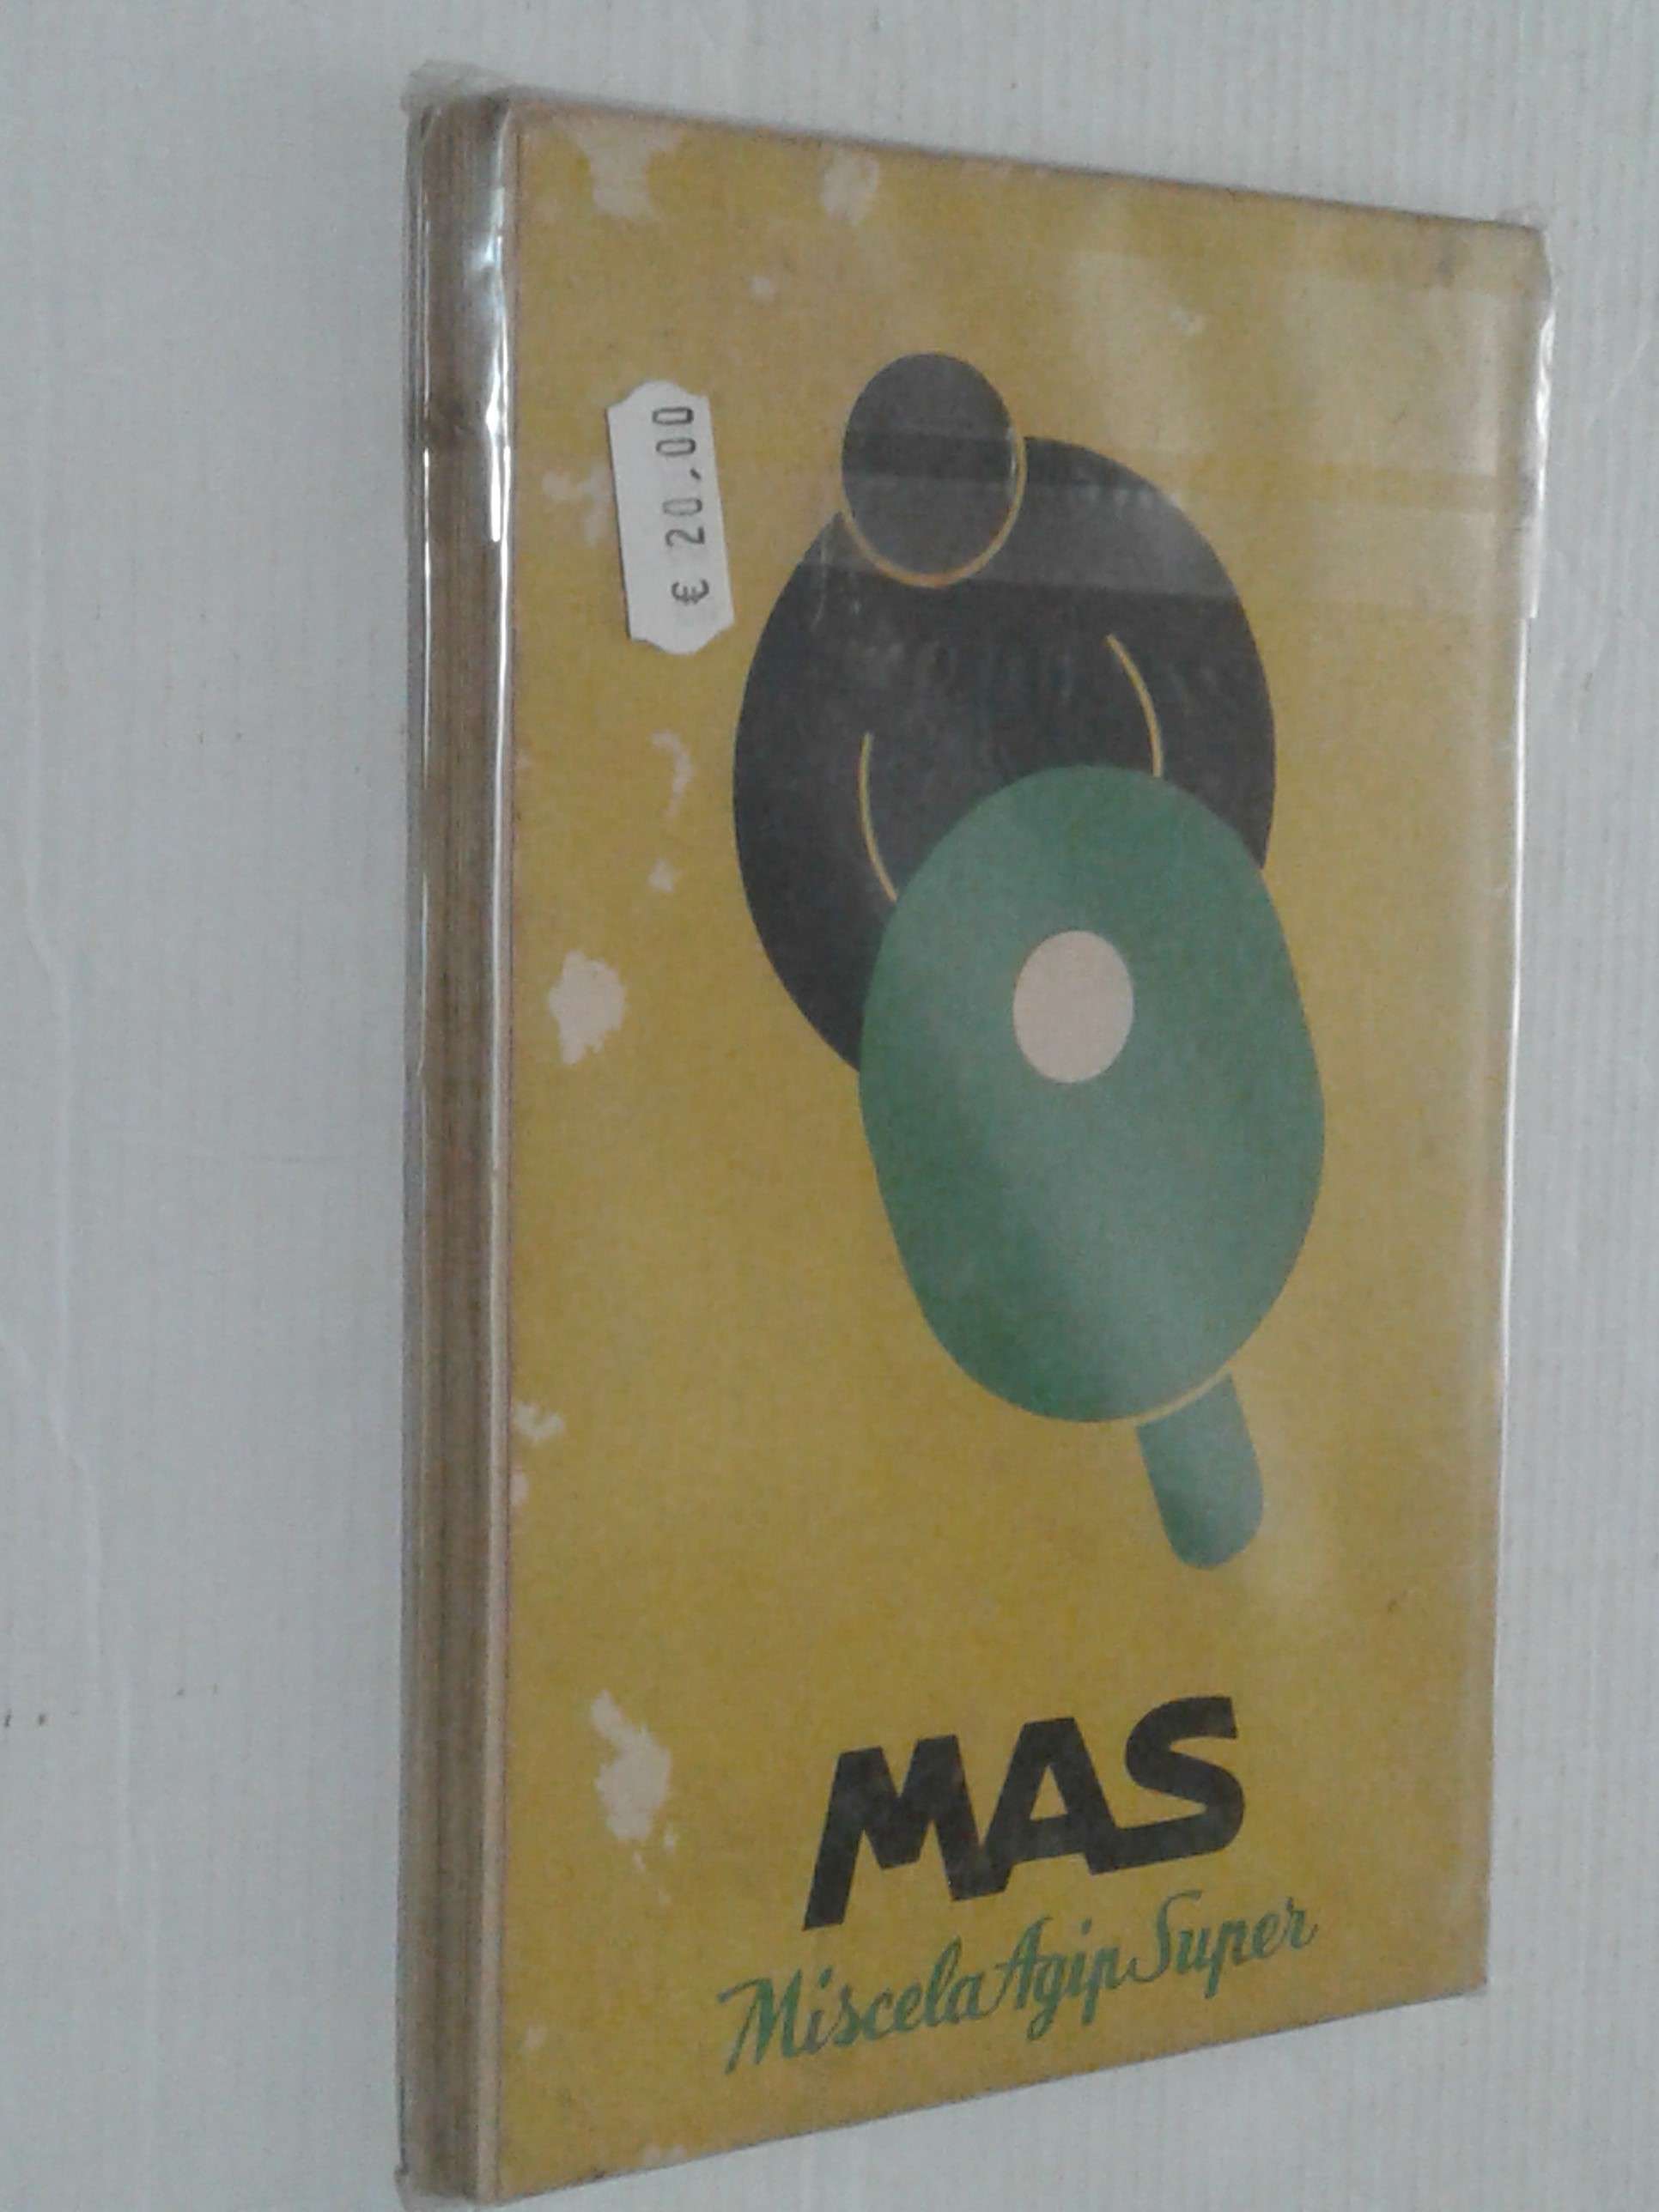 € 20,00
MAS
Miscela Agip Super